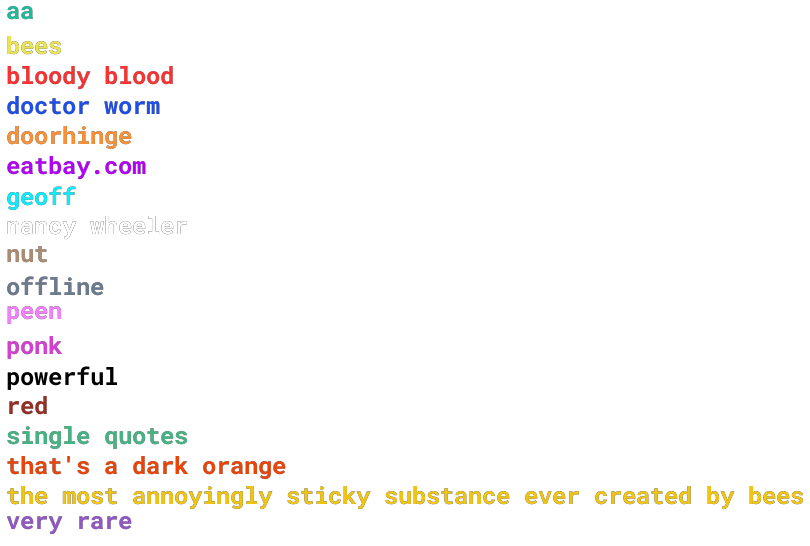 aa
bees
bloody blood
doctor worm
doorhinge
eatbay.com
geoff
nancy wheeler
nut
offline
peen
ponk
powerful
red
single quotes
that's a dark orange
the most annoyingly sticky substance ever created by bees
very rare